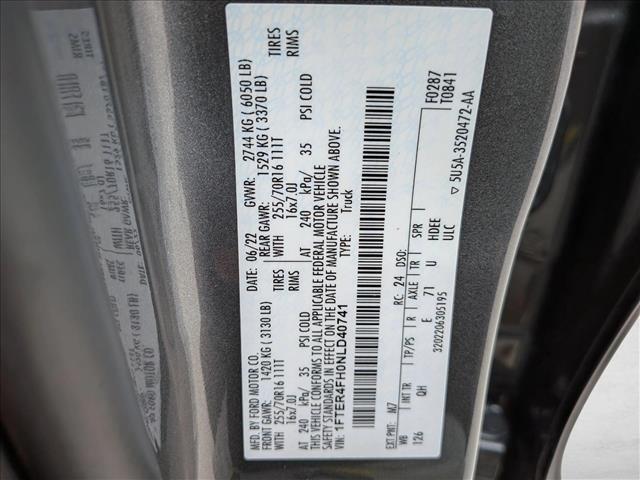 MFD. BY FORD MOTOR CO.
DATE: 06/22 GVWR: 2744 KG ( 6050 LB)
FRONT GAWR: 1420 KG ( 3130 LB) REAR GAWR: 1529 KG ( 3370 LB)
WITH 255/70R16 111T TIRES WITH 255/70R16 111T TIRES
16x7.0J RIMS 16x7.0J RIMS
AT 240 kPa/ 35 PSI COLD AT 240 kPa/ 35 PSI COLD
THIS VEHICLE CONFORMS TO ALL APPLICABLE FEDERAL MOTOR VEHICLE
SAFETY STANDARDS IN EFFECT ON THE DATE OF MANUFACTURE SHOWN ABOVE.
VIN: 1FTER4FH0NLD40741 TYPE: Truck
F0287
T0841
EXT PNT: M7 RC: 24 DSO:
WB INT TR TP/PS R AXLE TR SPR
126 QH E 71 U HDEE
ULC
3202206305195
▽ 5U5A-3520472-AA